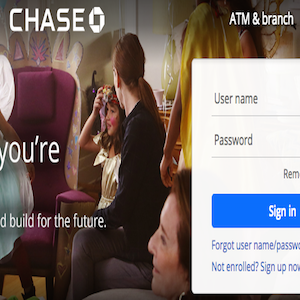 CHASE
ATM & branch
you're
d build for the future.
User name
Password
Reme
Sign in
Forgot user name/passwo
Not enrolled? Sign up now